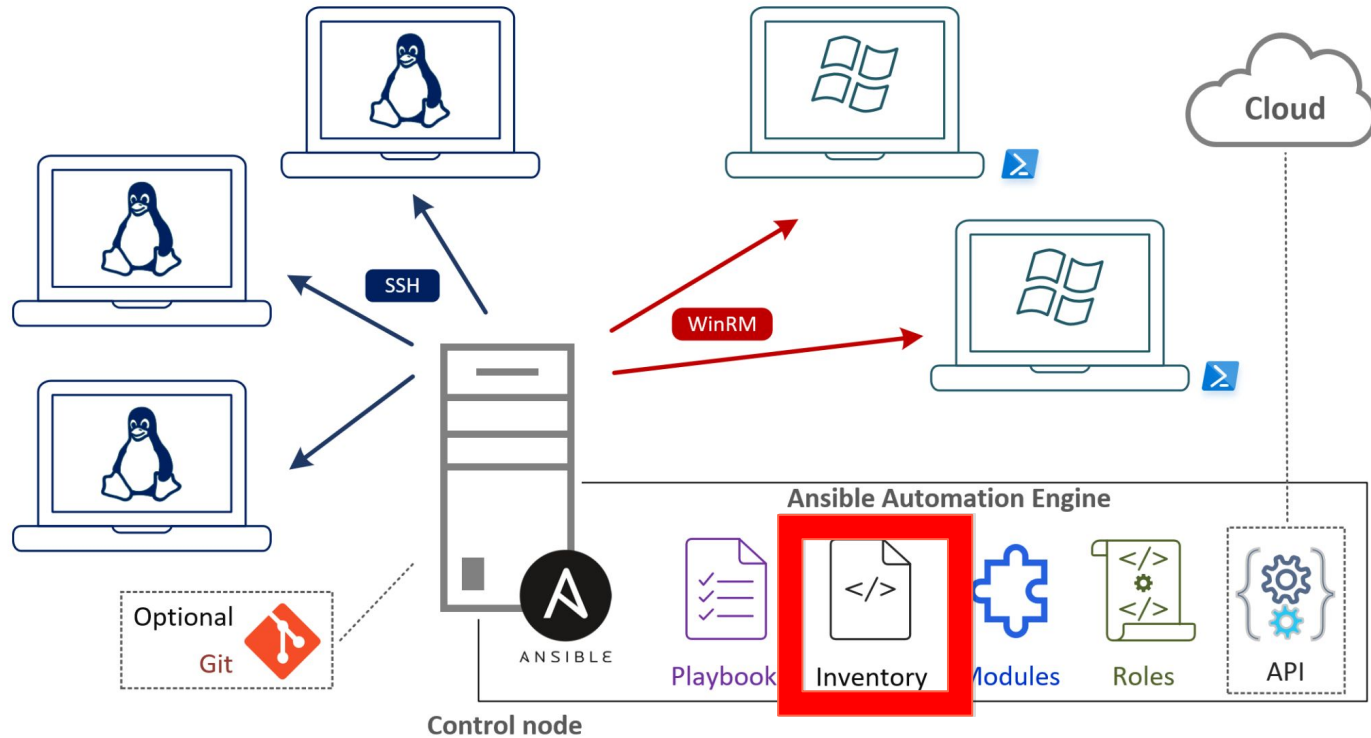 Cloud
SSH
WinRM
Ansible Automation Engine
Optional
Git
ANSIBLE
Playbook
Inventory
Modules
Roles
API
Control node